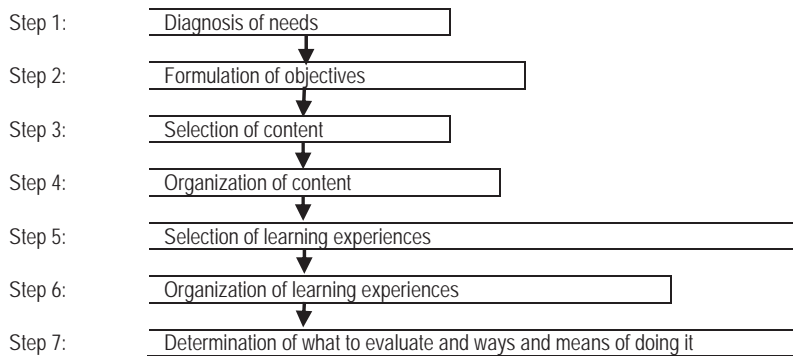 Step 1: Diagnosis of needs
Step 2: Formulation of objectives
Step 3: Selection of content
Step 4: Organization of content
Step 5: Selection of learning experiences
Step 6: Organization of learning experiences
Step 7: Determination of what to evaluate and ways and means of doing it